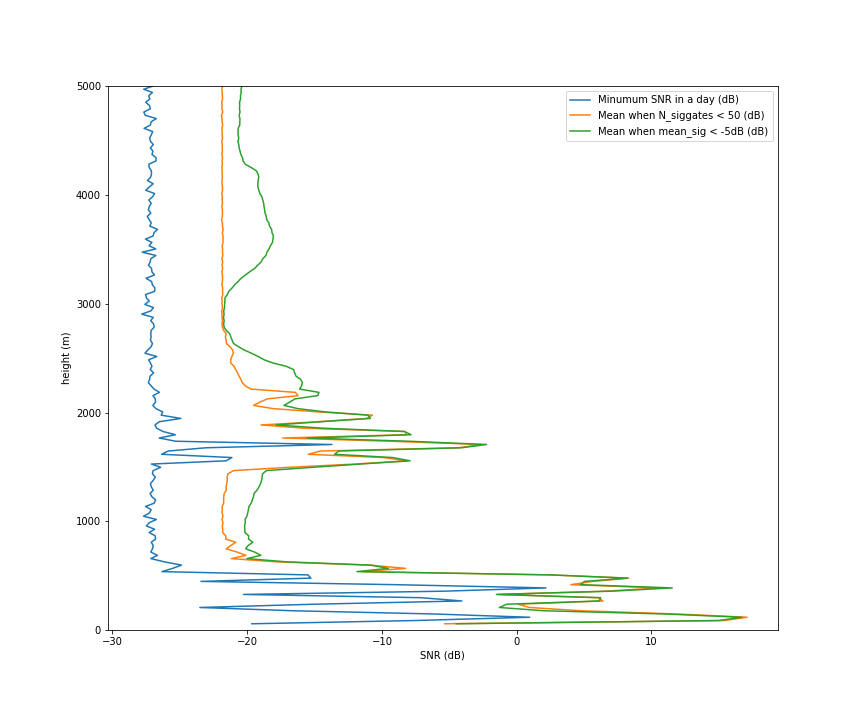 Minumum SNR in a day (dB)
Mean when N_siggates < 50 (dB)
Mean when mean_sig < -5dB (dB)
height (m)
5000
4000
3000
2000
1000
0
−30
−20
−10
0
10
SNR (dB)